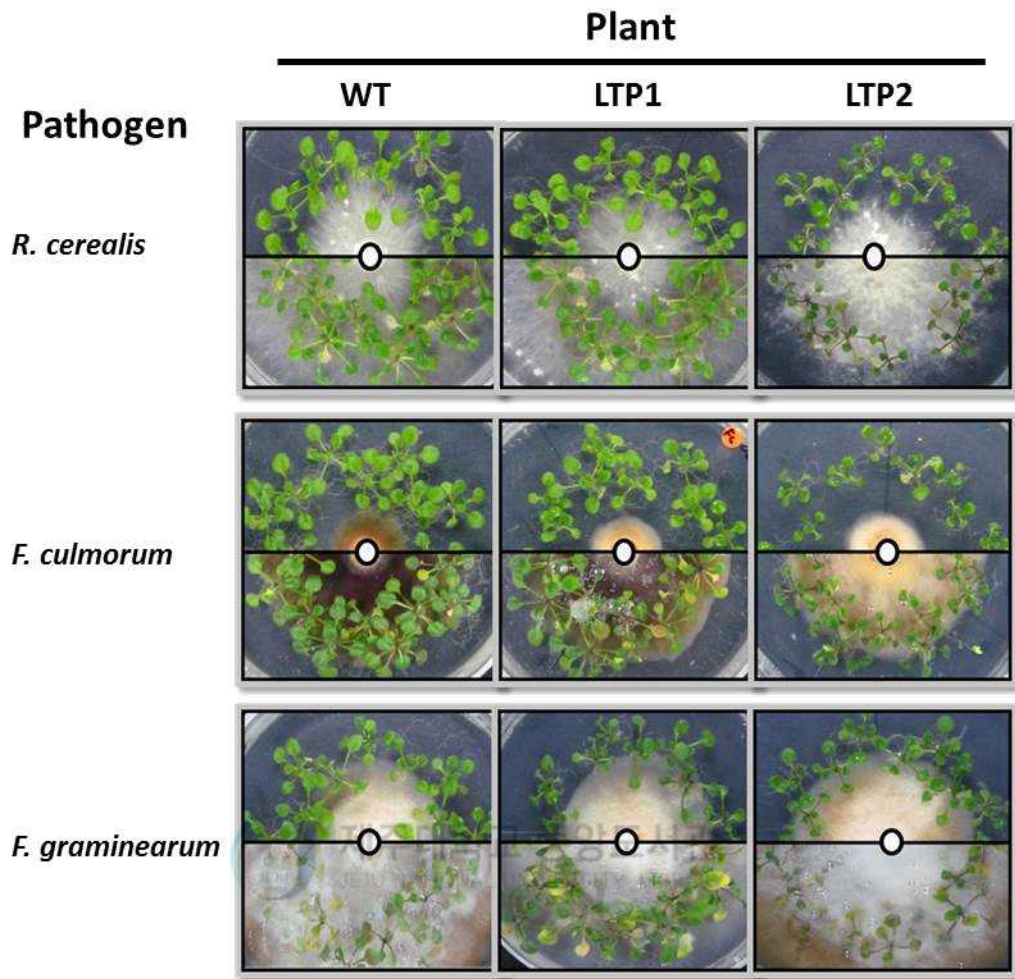 Plant
WT LTP1 LTP2
Pathogen
R. cerealis
F. culmorum
F. graminearum